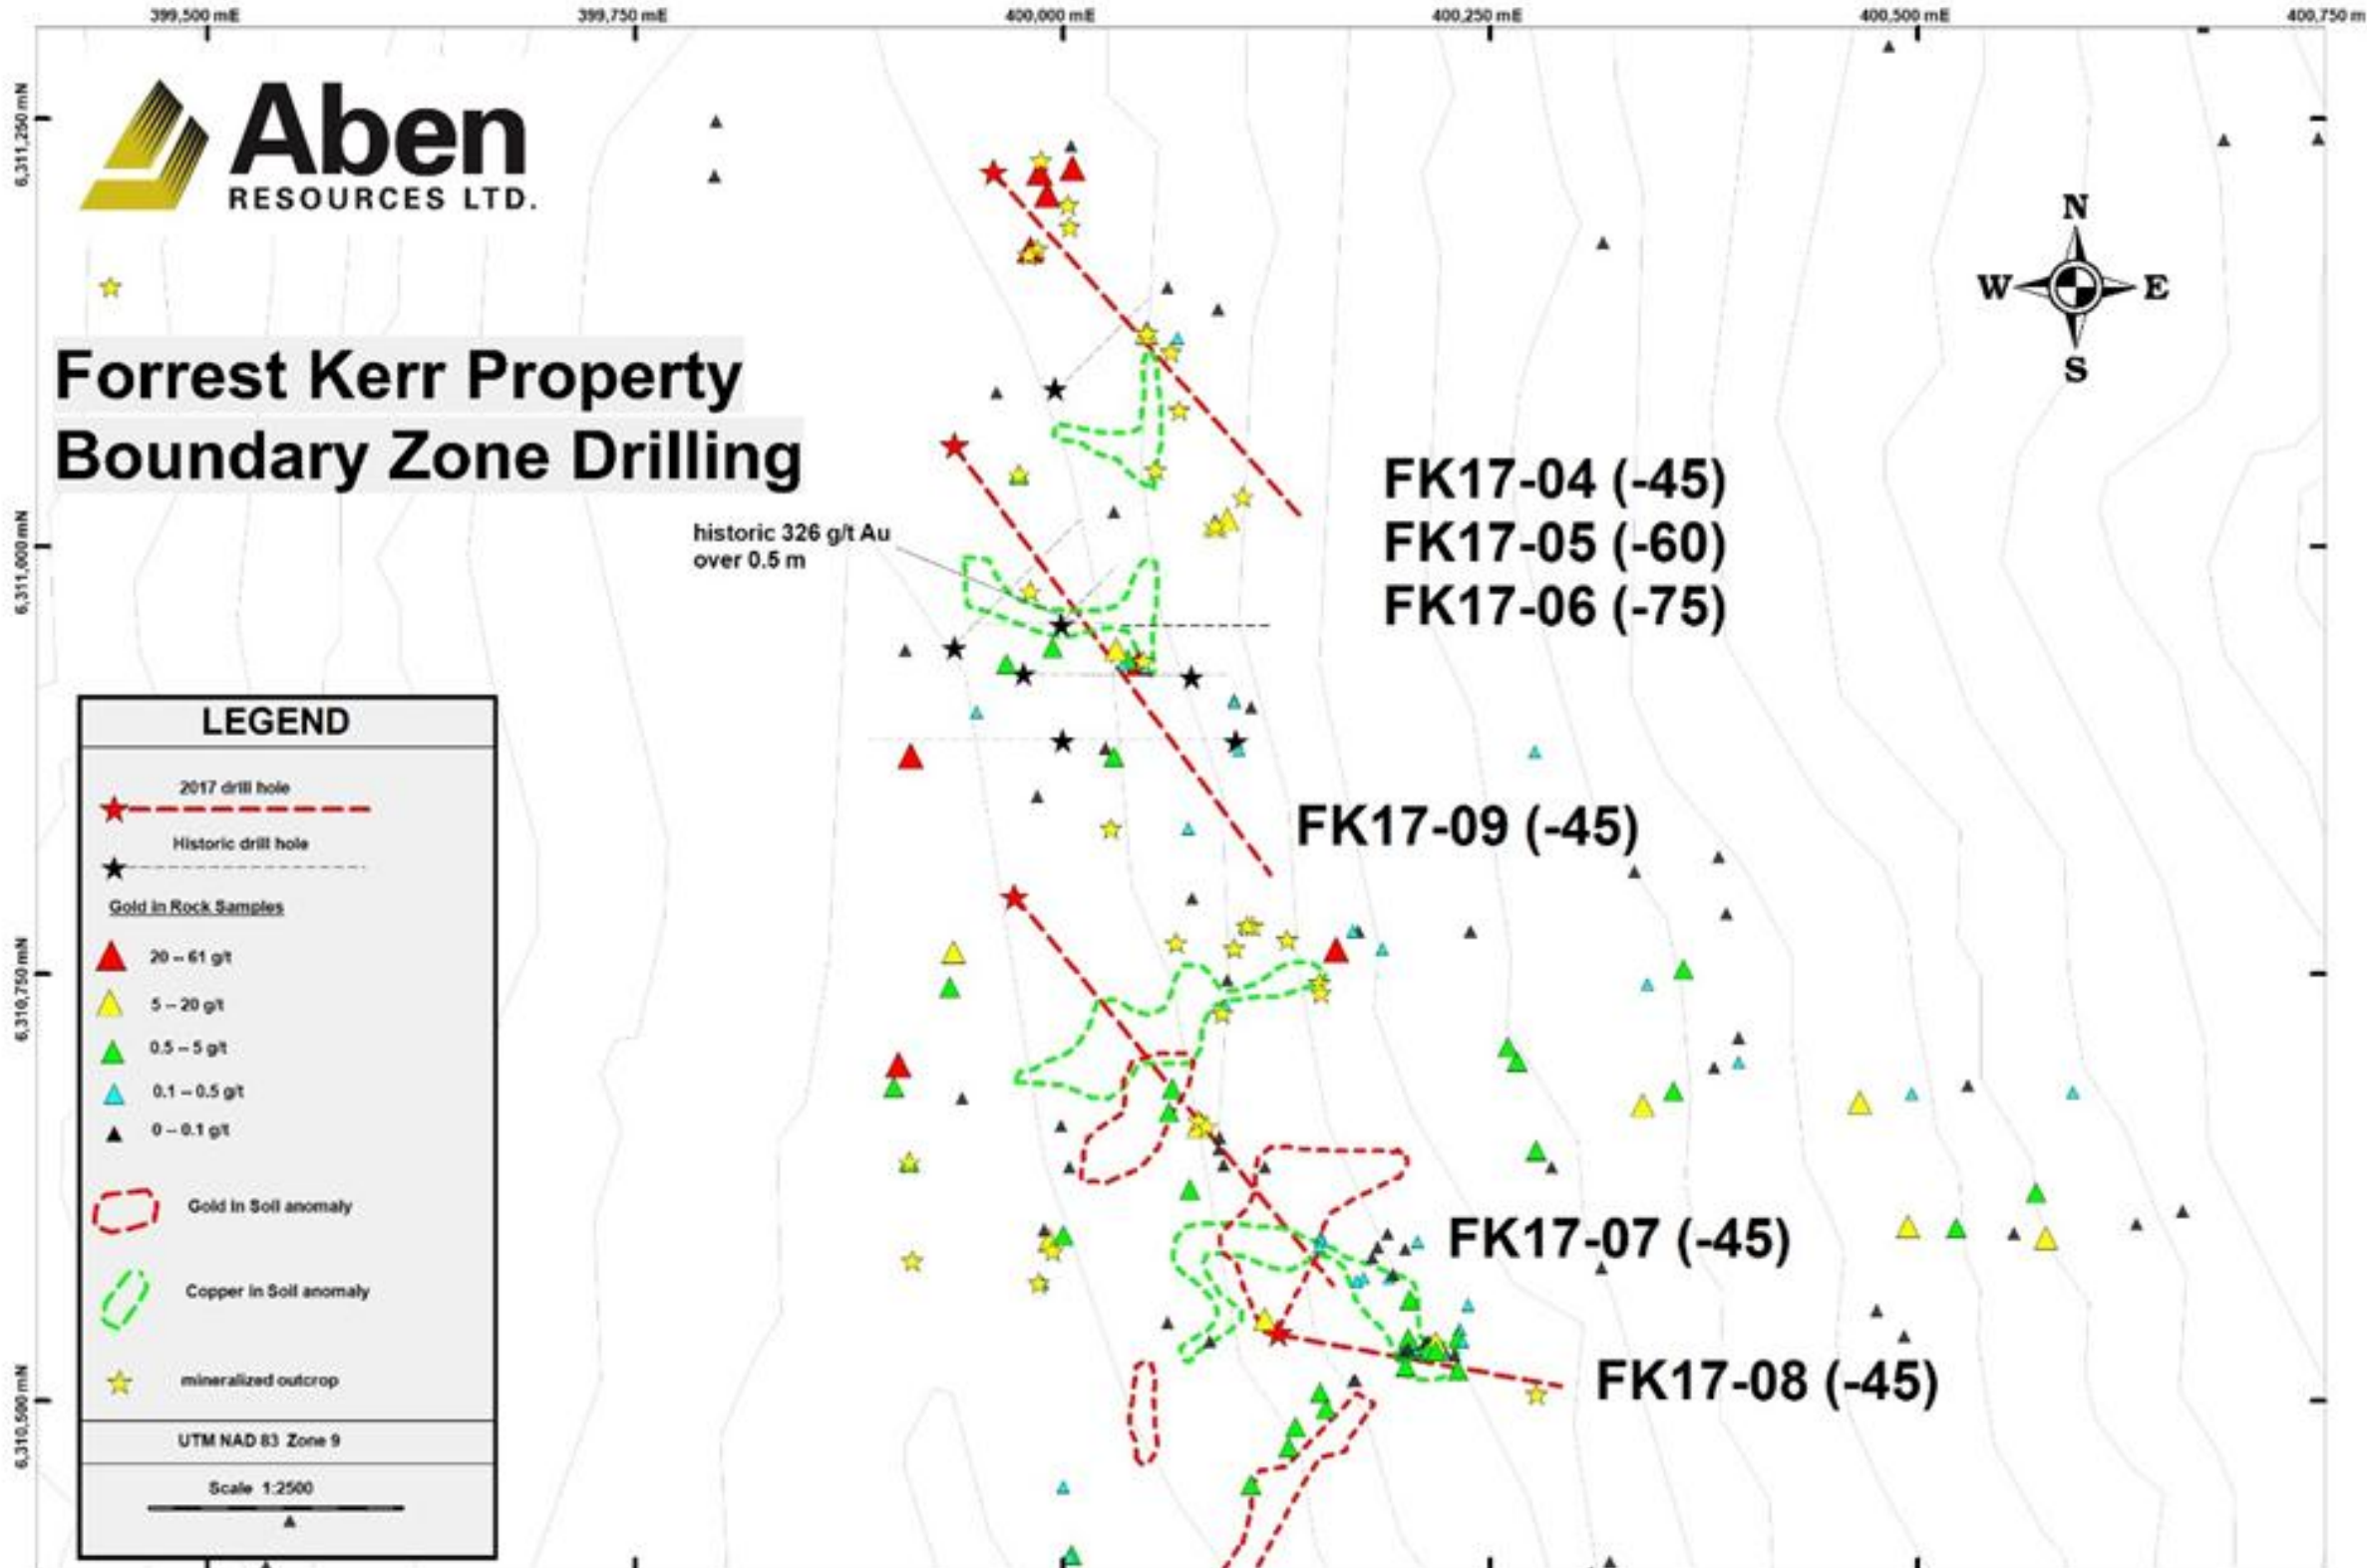 399,500 mE
399,750 mE
400,000 mE
400,250 mE
400,500 mE
400,750 m
6,311,250 mN
6,311,000 mN
6,310,750 mN
6,310,500 mN
Aben
RESOURCES LTD.
N
W
E
S
Forrest Kerr Property
Boundary Zone Drilling
historic 326 g/t Au
over 0.5 m
FK17-04 (-45)
FK17-05 (-60)
FK17-06 (-75)
FK17-09 (-45)
FK17-07 (-45)
FK17-08 (-45)
LEGEND
2017 drill hole
Historic drill hole
Gold in Rock Samples
20 – 61 g/t
5 – 20 g/t
0.5 – 5 g/t
0.1 – 0.5 g/t
0 – 0.1 g/t
Gold in Soil anomaly
Copper in Soil anomaly
mineralized outcrop
UTM NAD 83 Zone 9
Scale 1:2500